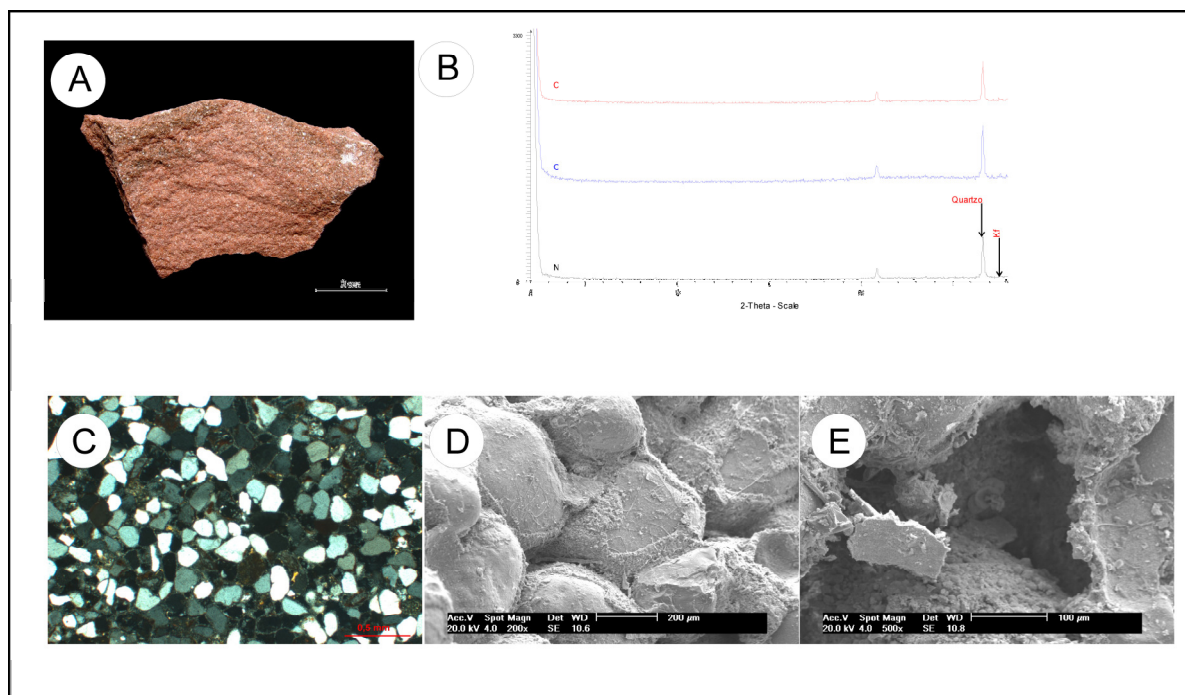 A
B
3300
C
C
Quartzo
Kf
N
2-Theta - Scale
C
0.5 mm
D
Acc.V Spot Magn Det WD 200 µm
20.0 kV 4.0 200x SE 10.6
E
Acc.V Spot Magn Det WD 100 µm
20.0 kV 4.0 500x SE 10.8